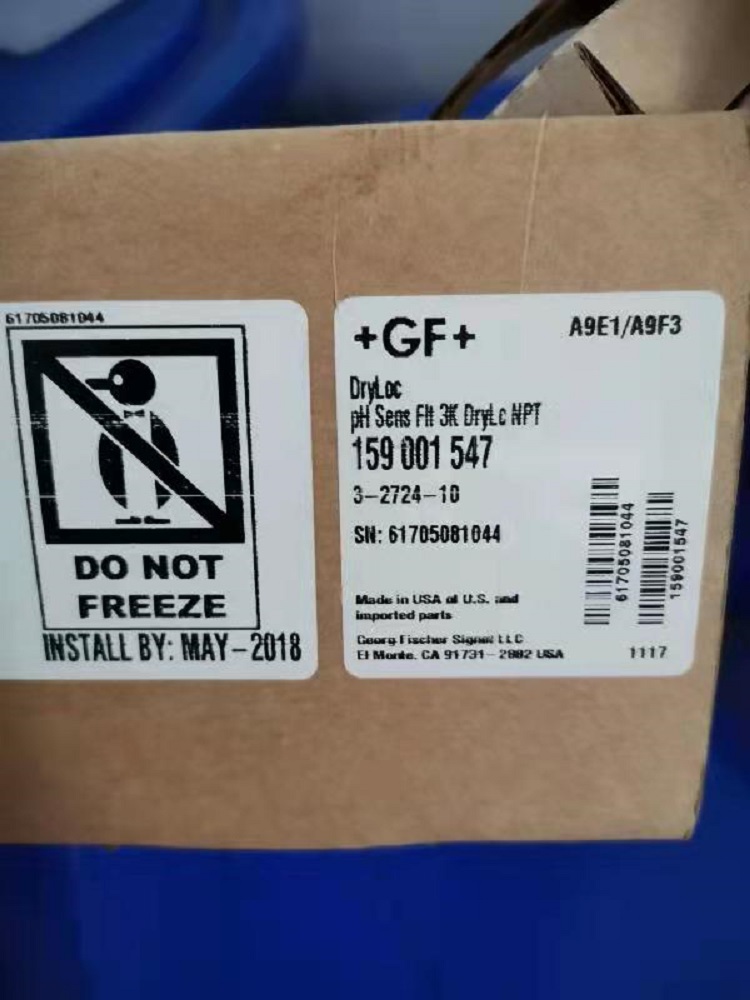 61705081044
DO NOT
FREEZE
INSTALL BY: MAY-2018
+GF+
A9E1/A9F3
DryLoc
pH Sens Flt 3K DryLc NPT
159 001 547
3-2724-10
SN: 61705081044
Made in USA of U.S. and
imported parts
Georg Fischer Signet LLC
El Monte, CA 91731-2882 USA
1117
61705081044
159001547